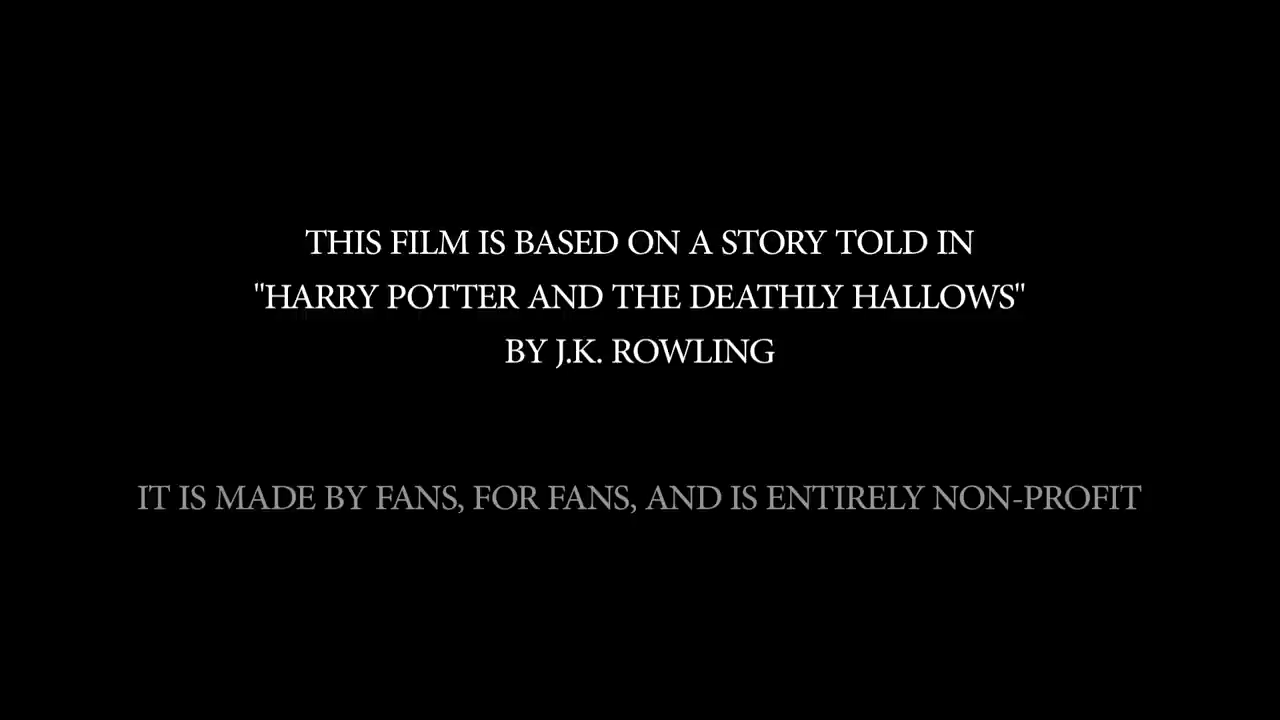 THIS FILM IS BASED ON A STORY TOLD IN
"HARRY POTTER AND THE DEATHLY HALLOWS"
BY J.K. ROWLING
IT IS MADE BY FANS, FOR FANS, AND IS ENTIRELY NON-PROFIT